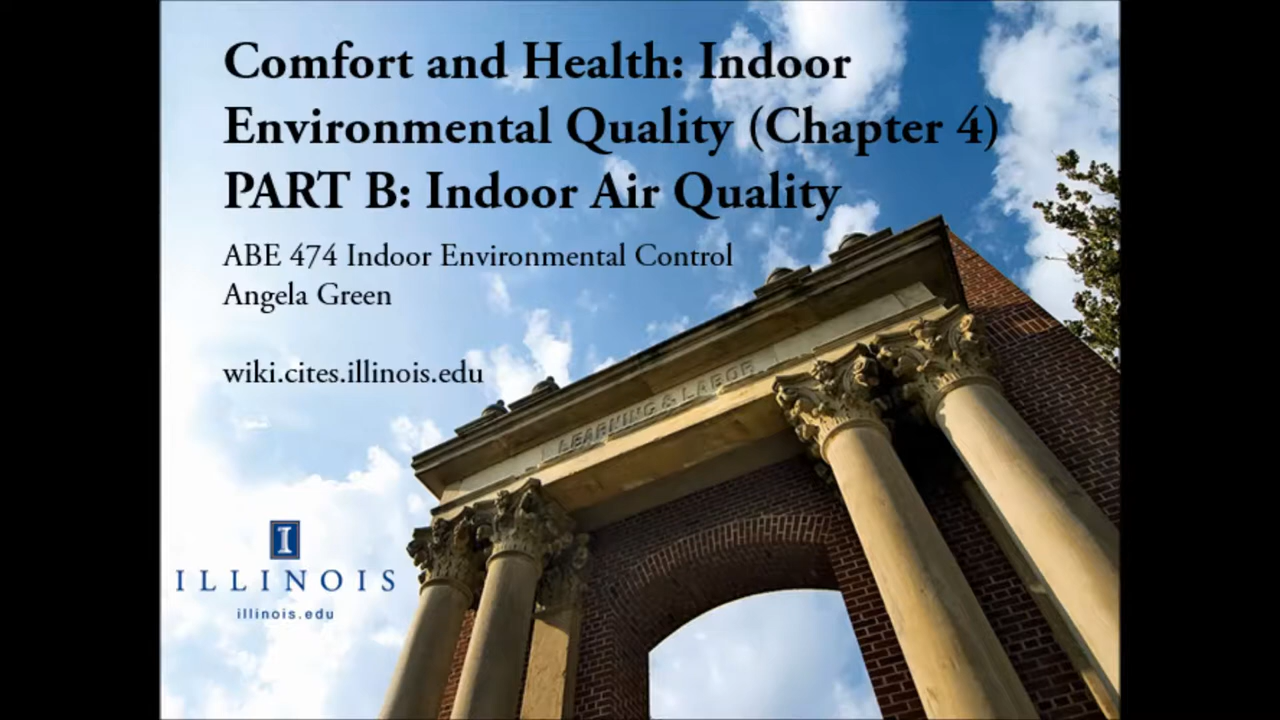 Comfort and Health: Indoor
Environmental Quality (Chapter 4)
PART B: Indoor Air Quality
ABE 474 Indoor Environmental Control
Angela Green
wiki.cites.illinois.edu
LEARNING & LABOR
I
ILLINOIS
illinois.edu